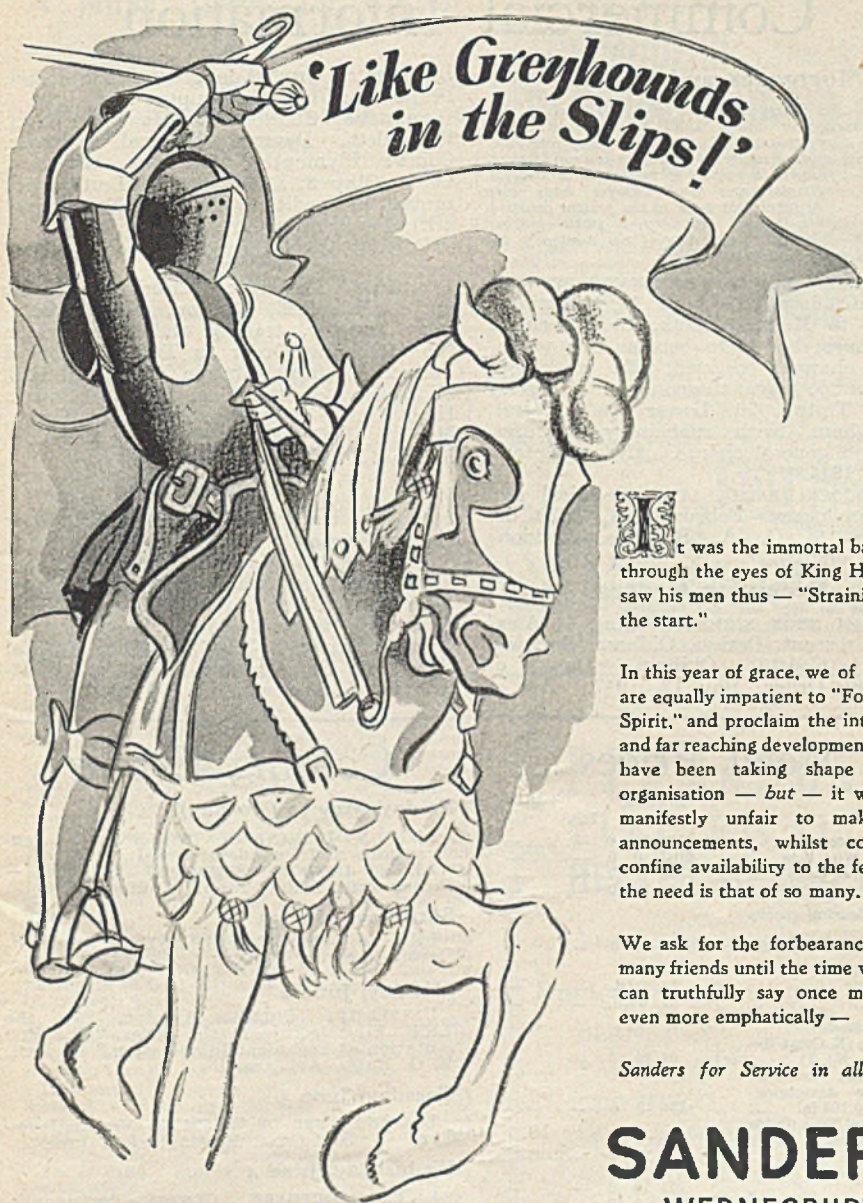 'Like Greyhounds
in the Slips!'
It was the immortal ba
through the eyes of King H
saw his men thus — "Straini
the start."
In this year of grace, we of
are equally impatient to "Fo
Spirit," and proclaim the int
and far reaching developmen
have been taking shape
organisation — but — it w
manifestly unfair to mak
announcements, whilst co
confine availability to the fe
the need is that of so many.
We ask for the forbearanc
many friends until the time v
can truthfully say once m
even more emphatically —
Sanders for Service in all
SANDER